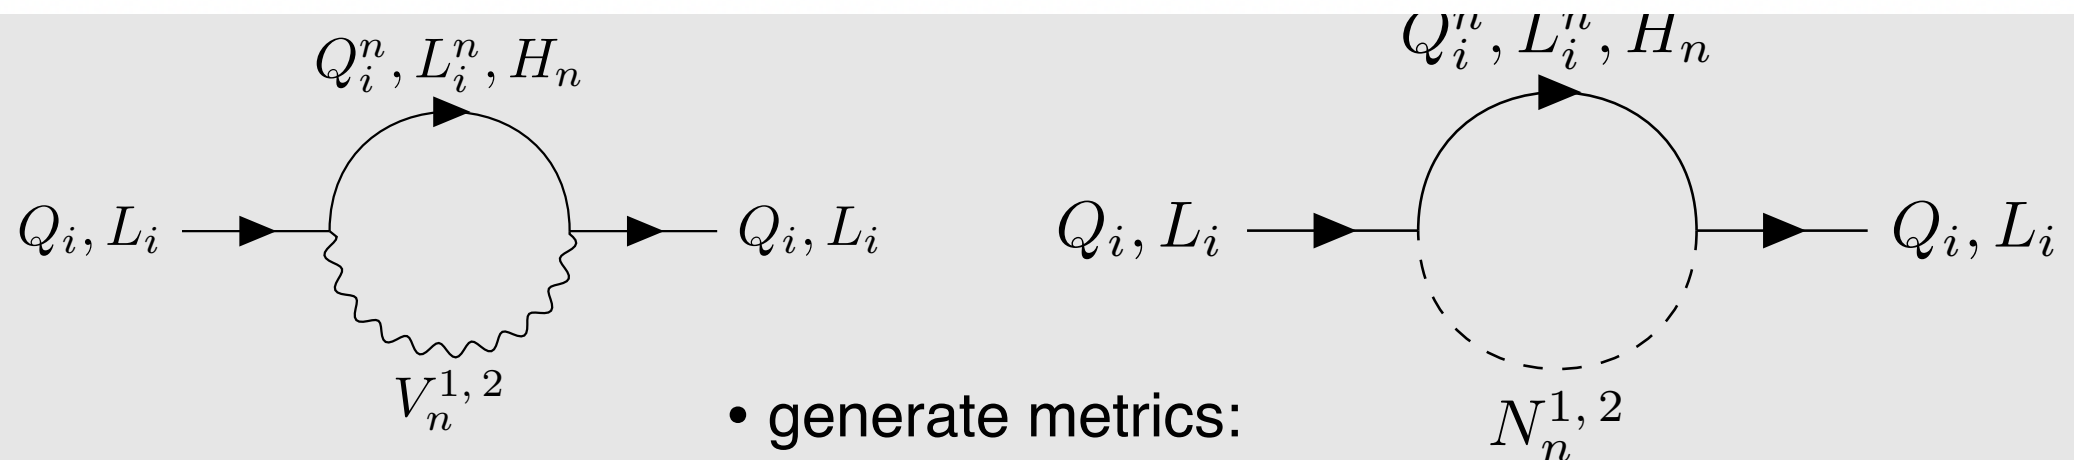 Q_i^n, L_i^n, H_n
Q_i^n, L_i^n, H_n
Q_i, L_i
Q_i, L_i
Q_i, L_i
Q_i, L_i
V_n^{1, 2}
• generate metrics:
N_n^{1, 2}